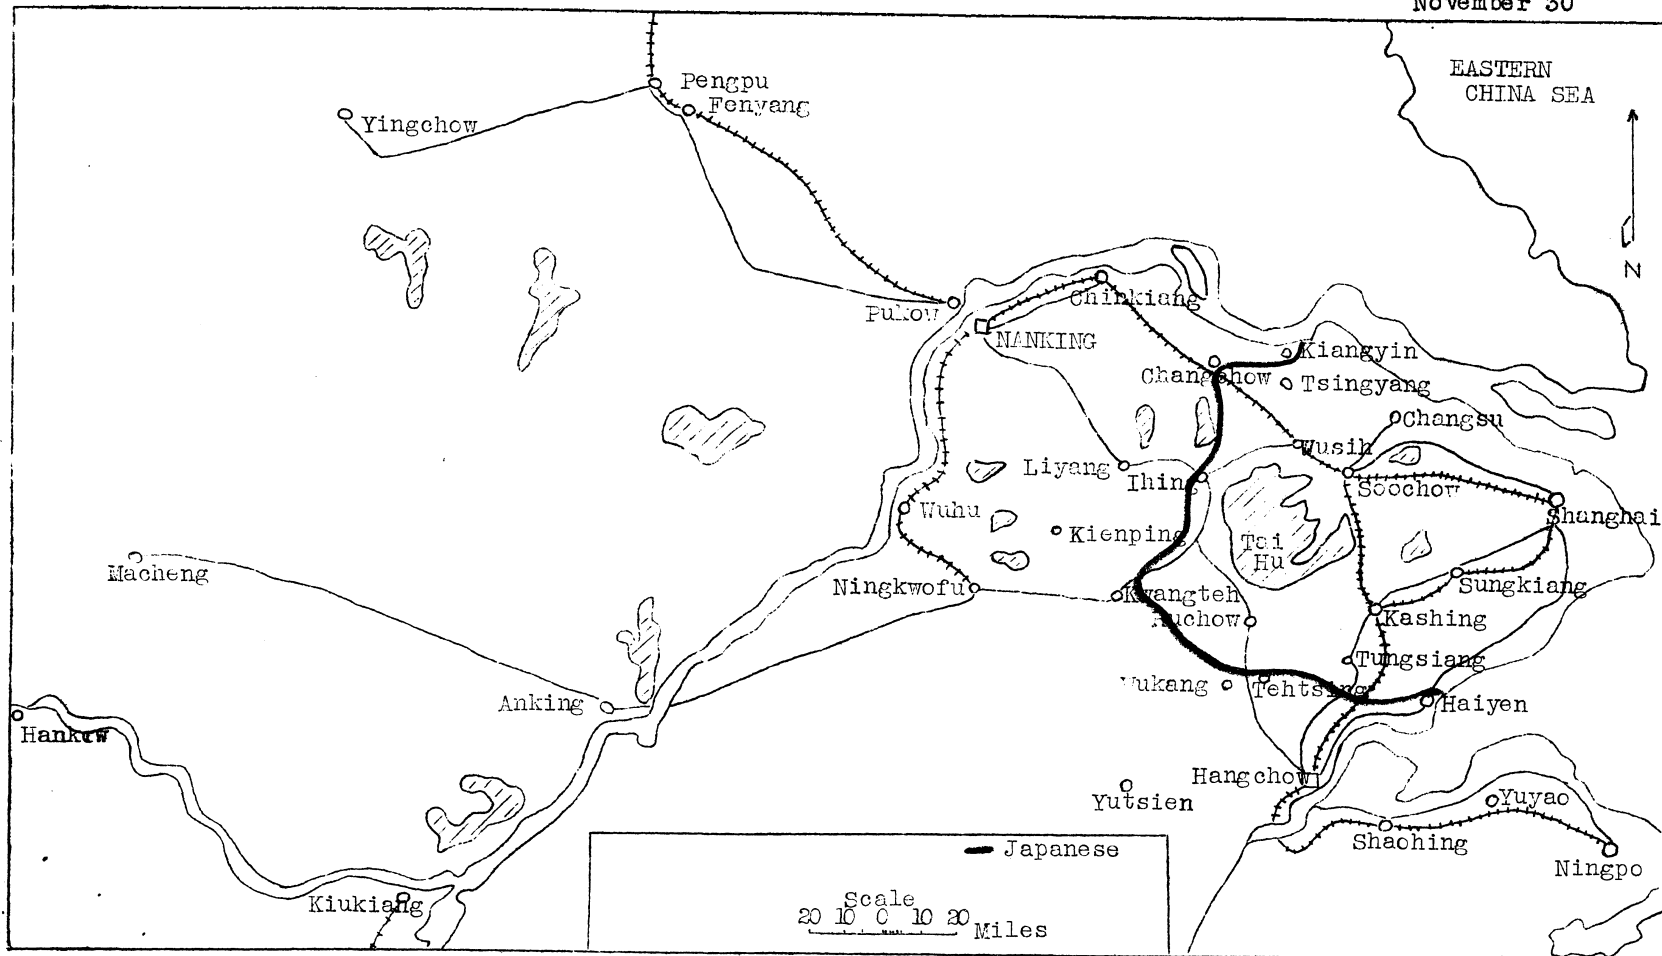 November 30
EASTERN
CHINA SEA
Pengpu
Fenyang
Yingchow
N
Pukow
Chinkiang
NANKING
Kiangyin
Changchow
Tsingyang
Changsu
Wusih
Liyang
Ihing
Soochow
Wuhu
Shanghai
Kienping
Tai
Hu
Macheng
Ningkwofu
Kwangteh
Sungkiang
Huchow
Kashing
Tungsiang
Wukang
Tehtsing
Anking
Haiyen
Hankow
Hangchow
Yutsien
Yuyao
Shaohing
Ningpo
Japanese
Kiukiang
Scale
20 10 0 10 20
Miles